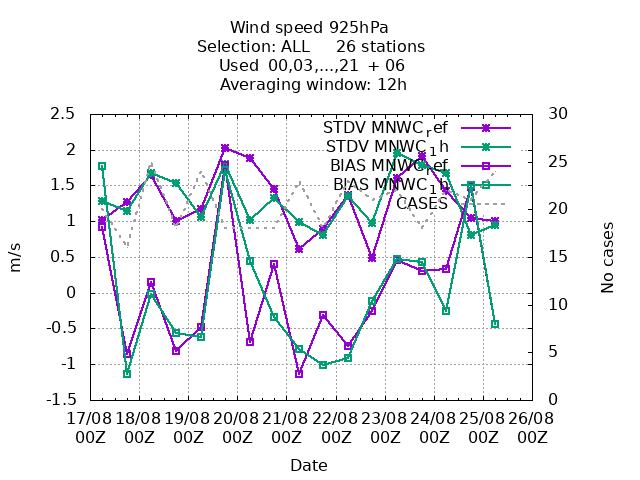 Wind speed 925hPa
Selection: ALL     26 stations
Used  00,03,...,21  + 06
Averaging window: 12h
2.5
2
1.5
1
0.5
0
-0.5
-1
-1.5
m/s
STDV MNWC_ref
STDV MNWC_1h
BIAS MNWC_ref
BIAS MNWC_1h
CASES
30
25
20
15
10
5
0
No cases
17/08 18/08 19/08 20/08 21/08 22/08 23/08 24/08 25/08 26/08
00Z 00Z 00Z 00Z 00Z 00Z 00Z 00Z 00Z 00Z
Date